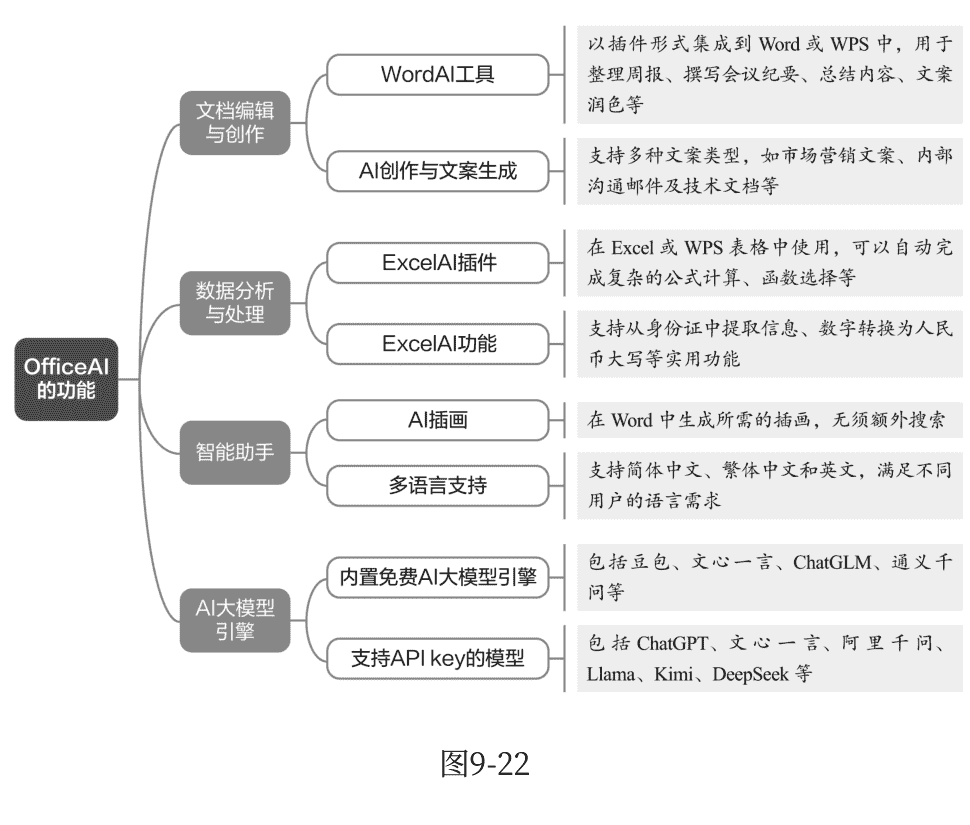 OfficeAI
的功能
文档编辑
与创作
WordAI工具
以插件形式集成到 Word 或 WPS 中，用于
整理周报、撰写会议纪要、总结内容、文案
润色等
AI创作与文案生成
支持多种文案类型，如市场营销文案、内部
沟通邮件及技术文档等
数据分析
与处理
ExcelAI插件
在 Excel 或 WPS 表格中使用，可以自动完
成复杂的公式计算、函数选择等
ExcelAI功能
支持从身份证中提取信息、数字转换为人民
币大写等实用功能
智能助手
AI插画
在 Word 中生成所需的插画，无须额外搜索
多语言支持
支持简体中文、繁体中文和英文，满足不同
用户的语言需求
AI大模型
引擎
内置免费AI大模型引擎
包括豆包、文心一言、ChatGLM、通义千
问等
支持API key的模型
包括 ChatGPT、文心一言、阿里千问、
Llama、Kimi、DeepSeek 等
图9-22